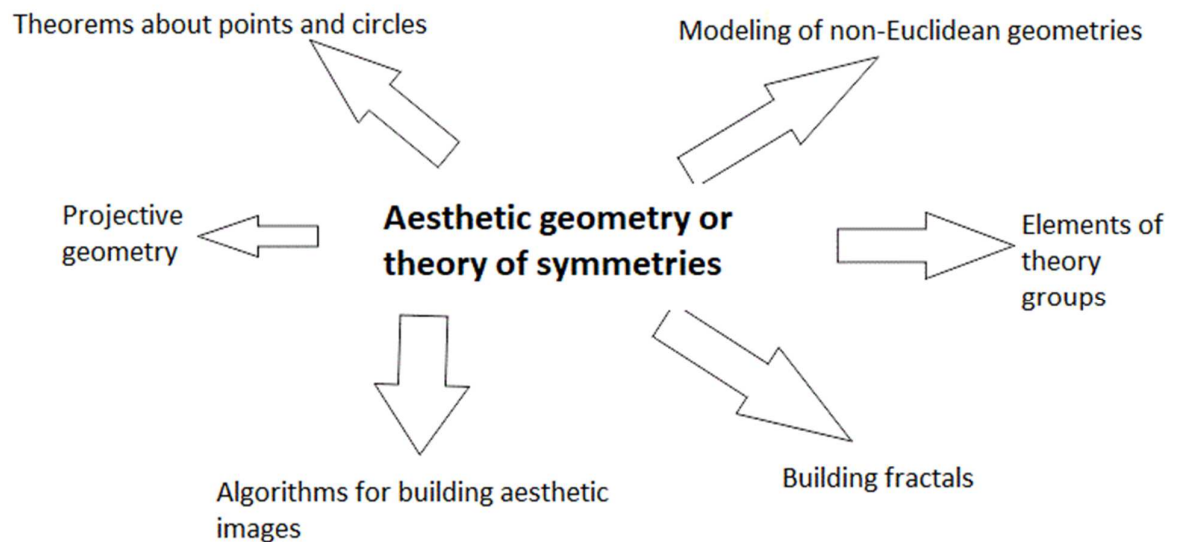 Theorems about points and circles
Modeling of non-Euclidean geometries
Projective
geometry
Aesthetic geometry or
theory of symmetries
Elements of
theory
groups
Algorithms for building aesthetic
images
Building fractals